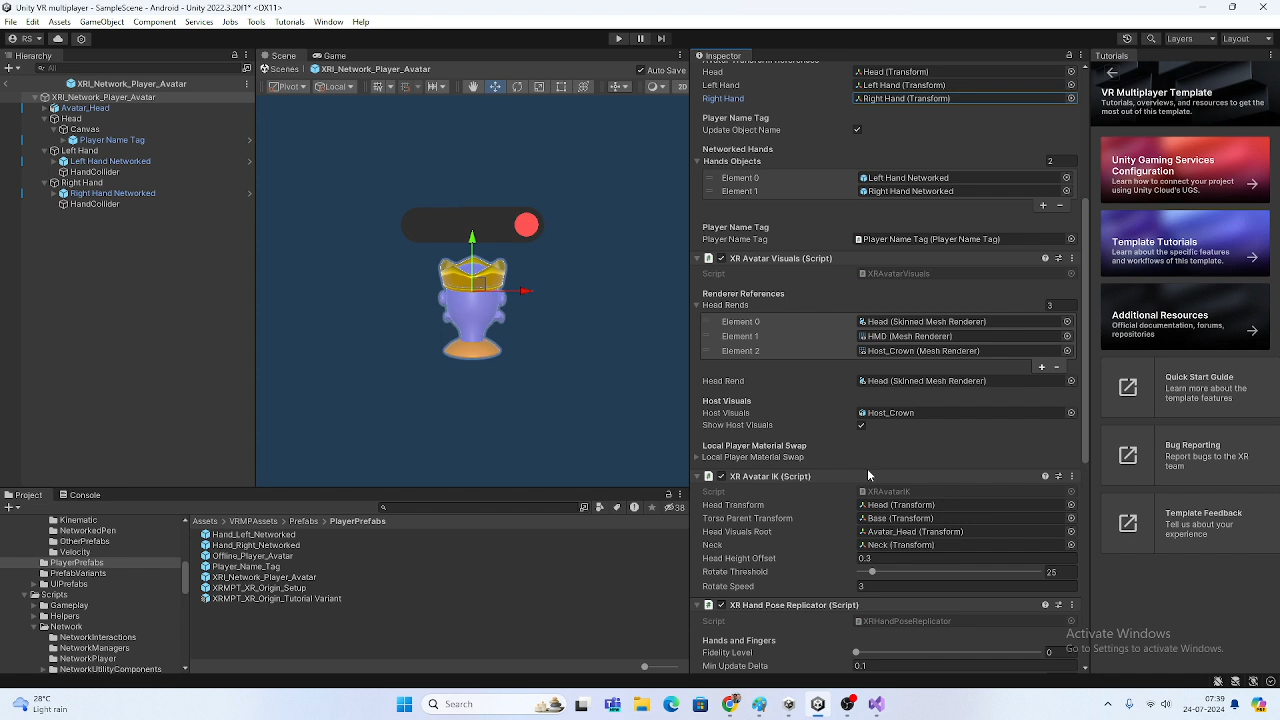 Unity VR multiplayer - SampleScene - Android - Unity 2022.3.20f1* <DX11>
File Edit Assets GameObject Component Services Jobs Tools Tutorials Window Help
RS Layers Layout
Hierarchy
All
XRI_Network_Player_Avatar
XRI_Network_Player_Avatar
Avatar_Head
Head
Canvas
Player Name Tag
Left Hand
Left Hand Networked
HandCollider
Right Hand
Right Hand Networked
HandCollider
Scene Game
Scenes XRI_Network_Player_Avatar Auto Save
Pivot Local 2D
Inspector
Head Head (Transform)
Left Hand Left Hand (Transform)
Right Hand Right Hand (Transform)
Player Name Tag
Update Object Name
Networked Hands
Hands Objects 2
Element 0 Left Hand Networked
Element 1 Right Hand Networked
Player Name Tag
Player Name Tag Player Name Tag (Player Name Tag)
XR Avatar Visuals (Script)
Script XRAvatarVisuals
Renderer References
Head Rends 3
Element 0 Head (Skinned Mesh Renderer)
Element 1 HMD (Mesh Renderer)
Element 2 Host_Crown (Mesh Renderer)
Head Rend Head (Skinned Mesh Renderer)
Host Visuals
Host Visuals Host_Crown
Show Host Visuals
Local Player Material Swap
Local Player Material Swap
XR Avatar IK (Script)
Script XRAvatarIK
Head Transform Head (Transform)
Torso Parent Transform Base (Transform)
Head Visuals Root Avatar_Head (Transform)
Neck Neck (Transform)
Head Height Offset 0.3
Rotate Threshold 25
Rotate Speed 3
XR Hand Pose Replicator (Script)
Script XRHandPoseReplicator
Hands and Fingers
Fidelity Level 0
Min Update Delta 0.1
Tutorials
VR Multiplayer Template
Tutorials, overviews, and resources to get the most out of this template.
Unity Gaming Services Configuration
Learn how to connect your project using Unity Cloud's UGS.
Template Tutorials
Learn about the specific features and workflows of this template.
Additional Resources
Official documentation, forums, repositories
Quick Start Guide
Learn more about the template features
Bug Reporting
Report bugs to the XR team
Template Feedback
Tell us about your experience
Activate Windows
Go to Settings to activate Windows.
Project Console
38
Kinematic
NetworkedPen
OtherPrefabs
Velocity
PlayerPrefabs
PrefabVariants
UIPrefabs
Scripts
Gameplay
Helpers
Network
NetworkInteractions
NetworkManagers
NetworkPlayer
NetworkUtilityComponents
Assets VRMPAssets Prefabs PlayerPrefabs
Hand_Left_Networked
Hand_Right_Networked
Offline_Player_Avatar
Player_Name_Tag
XRI_Network_Player_Avatar
XRMPT_XR_Origin_Setup
XRMPT_XR_Origin_Tutorial Variant
28°C
Light rain
Search
07:39
24-07-2024